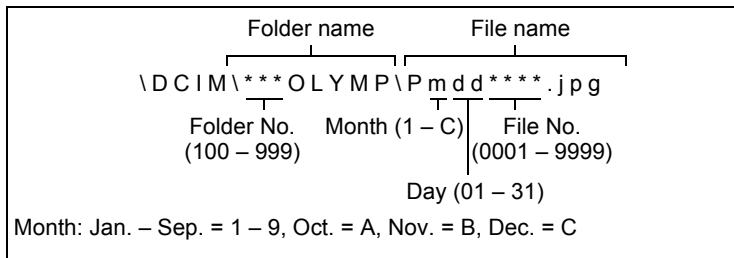 Folder name File name
\DCIM\***OLYMP\Pmdd****.jpg
Folder No. Month (1 – C) File No.
(100 – 999) (0001 – 9999)
Day (01 – 31)
Month: Jan. – Sep. = 1 – 9, Oct. = A, Nov. = B, Dec. = C